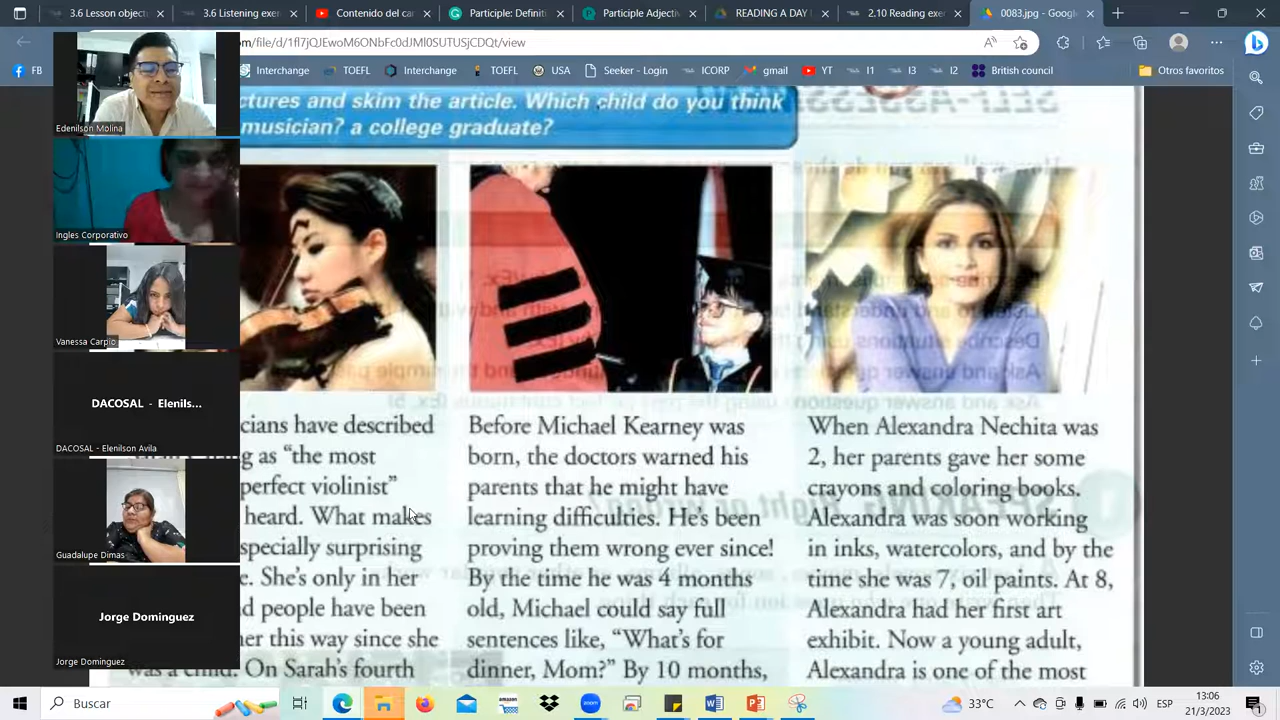 3.6 Listenir
3.6 Listening
Contenido del car
Participle: Definiti
Participle Adjectiv
READING A DAY
2.10 Reading exer
0083.jpg - Google
om/file/d/1fl7jQJEwoM6ONbFc0dJMl0SUTUSjCDQt/view
FB
Interchange
TOEFL
Interchange
TOEFL
USA
Seeker - Login
ICORP
gmail
YT
I1
I3
I2
British council
Otros favoritos
Edenilson Molina
Ingles Corporativo
Vanessa Carpio
DACOSAL - Elenils...
DACOSAL - Elenilson Avila
Guadalupe Dimas
Jorge Dominguez
Jorge Dominguez
ctures and skim the article. Which child do you think
musician? a college graduate?
cians have described
as "the most
perfect violinist"
heard. What makes
specially surprising
e. She's only in her
d people have been
er this way since she
was a child. On Sarah's fourth
Before Michael Kearney was
born, the doctors warned his
parents that he might have
learning difficulties. He's been
proving them wrong ever since!
By the time he was 4 months
old, Michael could say full
sentences like, "What's for
dinner, Mom?" By 10 months,
When Alexandra Nechita was
2, her parents gave her some
crayons and coloring books.
Alexandra was soon working
in inks, watercolors, and by the
time she was 7, oil paints. At 8,
Alexandra had her first art
exhibit. Now a young adult,
Alexandra is one of the most
Buscar
33°C
ESP
13:06
21/3/2023